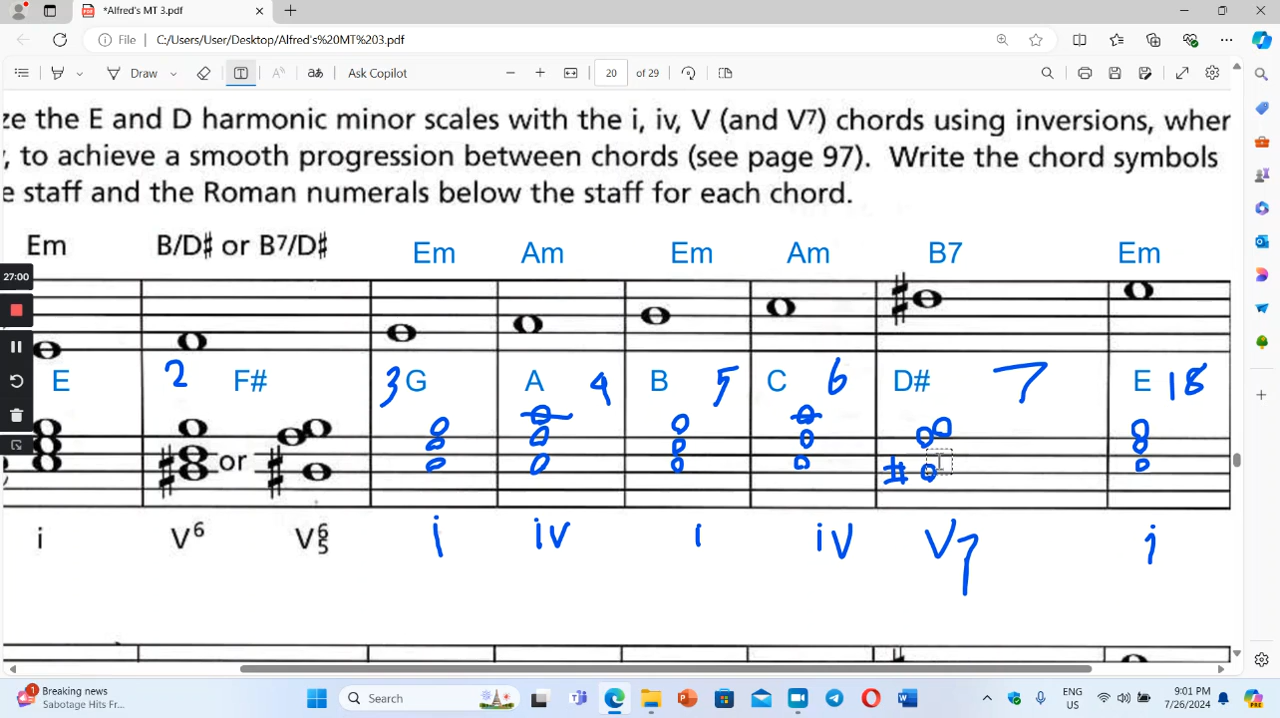 *Alfred's MT 3.pdf
File C:/Users/User/Desktop/Alfred's%20MT%203.pdf
Draw Ask Copilot 20 of 29
ze the E and D harmonic minor scales with the i, iv, V (and V7) chords using inversions, wher
, to achieve a smooth progression between chords (see page 97). Write the chord symbols
e staff and the Roman numerals below the staff for each chord.
Em B/D♯ or B7/D♯ Em Am Em Am B7 Em
27:00
E 2 F# 3 G A 4 B 5 C 6 D# 7 E 18
or
i V6 V6 5 i iv i iv V7 i
1 Breaking news
Sabotage Hits Fr...
Search
ENG
US
9:01 PM
7/26/2024